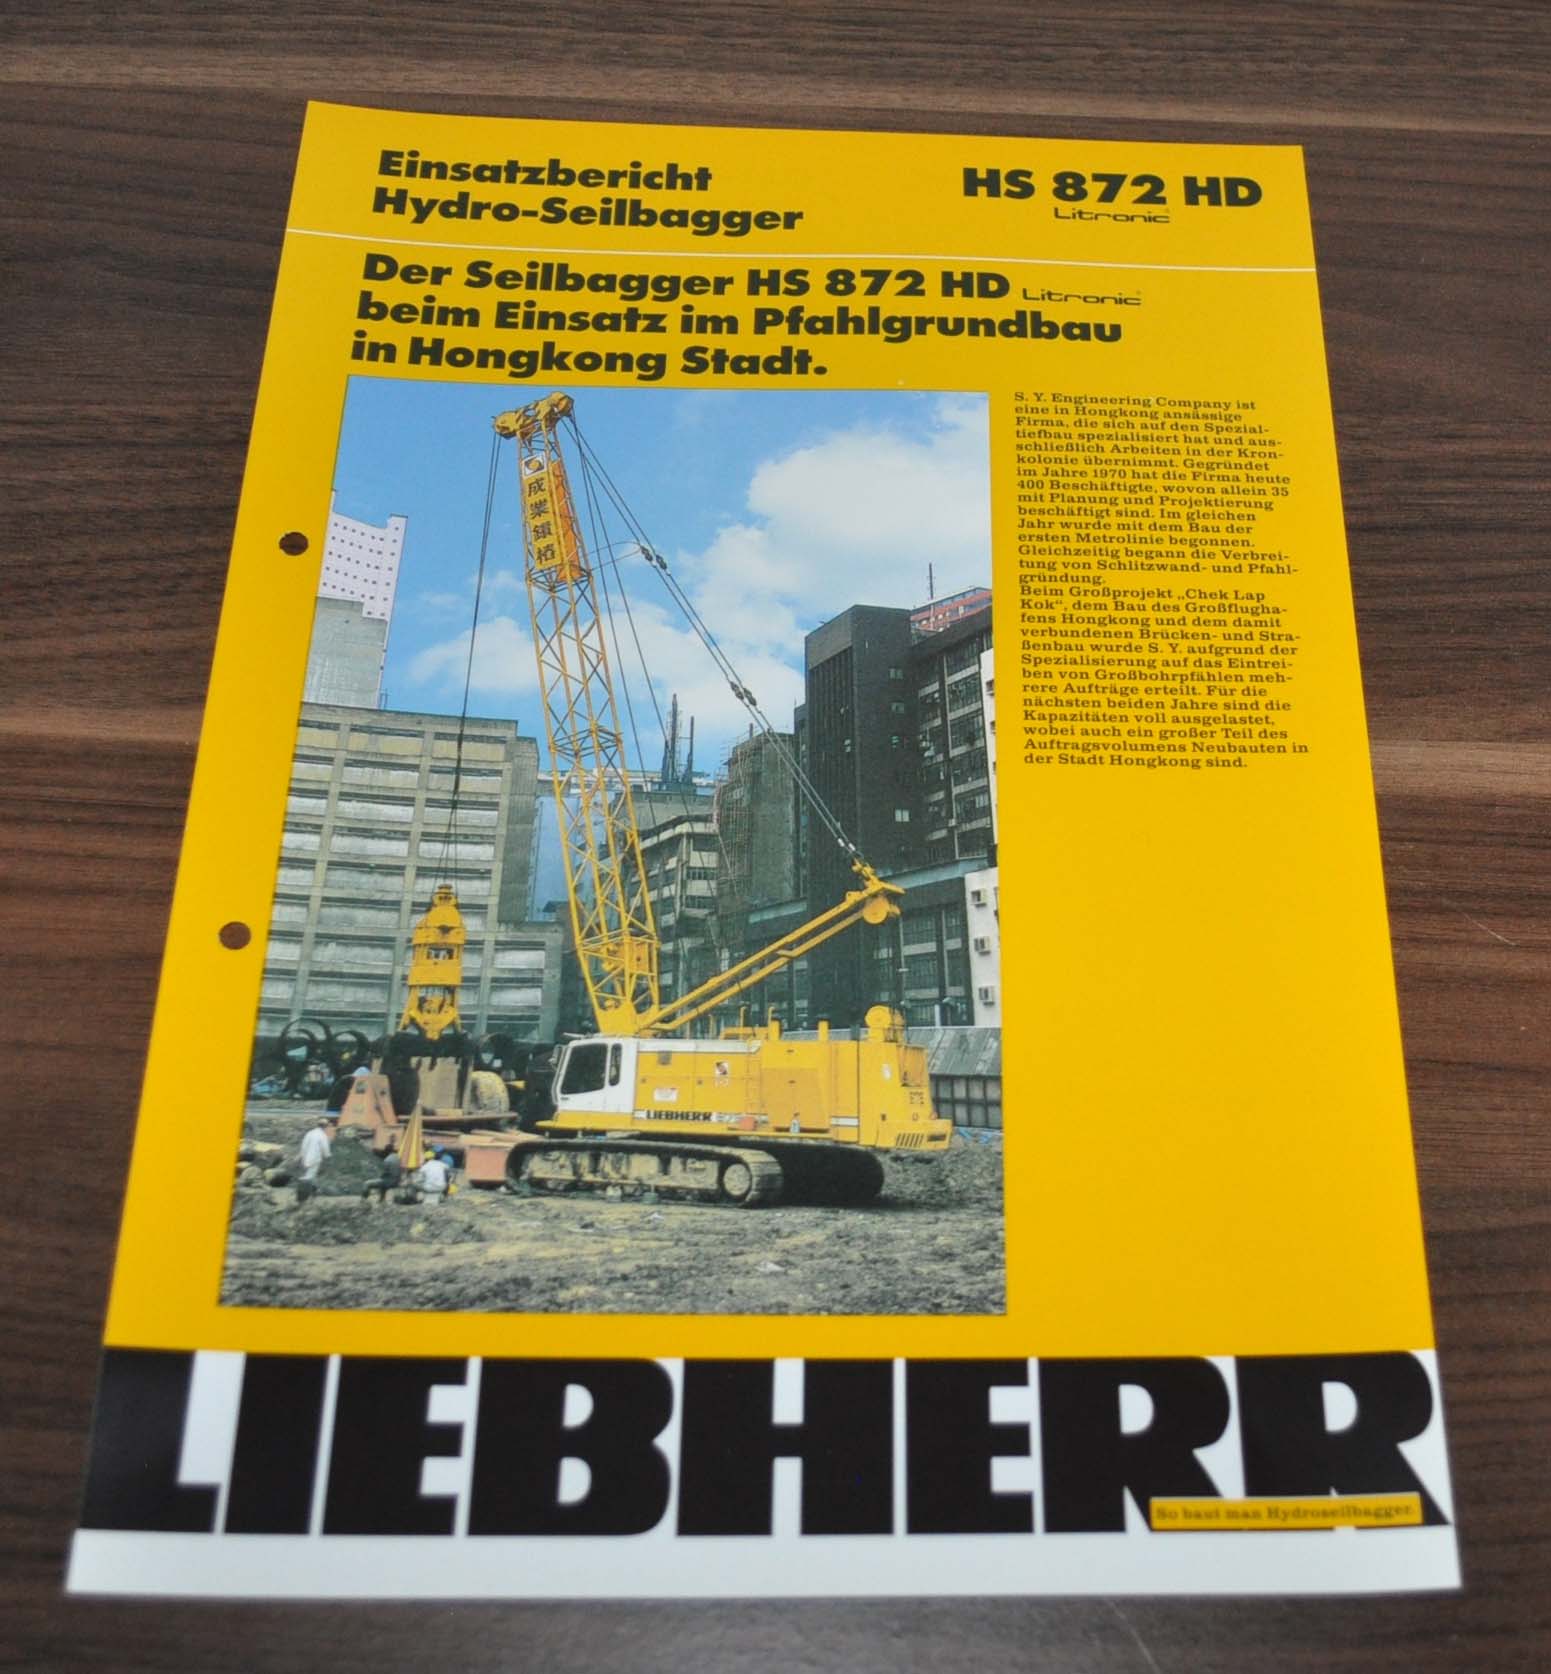 Einsatzbericht
Hydro-Seilbagger
HS 872 HD
Litronic
Der Seilbagger HS 872 HD Litronic
beim Einsatz im Pfahlgrundbau
in Hongkong Stadt.
S. Y. Engineering Company ist
eine in Hongkong ansässige
Firma, die sich auf den Spezial-
tiefbau spezialisiert hat und aus-
schließlich Arbeiten in der Kron-
kolonie übernimmt. Gegründet
im Jahre 1970 hat die Firma heute
400 Beschäftigte, wovon allein 35
mit Planung und Projektierung
beschäftigt sind. Im gleichen
Jahr wurde mit dem Bau der
ersten Metrolinie begonnen.
Gleichzeitig begann die Verbrei-
tung von Schlitzwand- und Pfahl-
gründung.
Beim Großprojekt „Chek Lap
Kok“, dem Bau des Großflugha-
fens Hongkong und dem damit
verbundenen Brücken- und Stra-
ßenbau wurde S. Y. aufgrund der
Spezialisierung auf das Eintrei-
ben von Großbohrpfählen meh-
rere Aufträge erteilt. Für die
nächsten beiden Jahre sind die
Kapazitäten voll ausgelastet,
wobei auch ein großer Teil des
Auftragsvolumens Neubauten in
der Stadt Hongkong sind.
成業鑽樁
LIEBHERR
LIEBHERR
So baut man Hydroseilbagger.